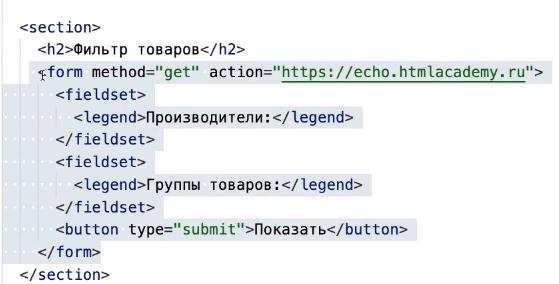 <section>
<h2>Фильтр товаров</h2>
<form method="get" action="https://echo.htmlacademy.ru">
<fieldset>
<legend>Производители:</legend>
</fieldset>
<fieldset>
<legend>Группы товаров:</legend>
</fieldset>
<button type="submit">Показать</button>
</form>
</section>